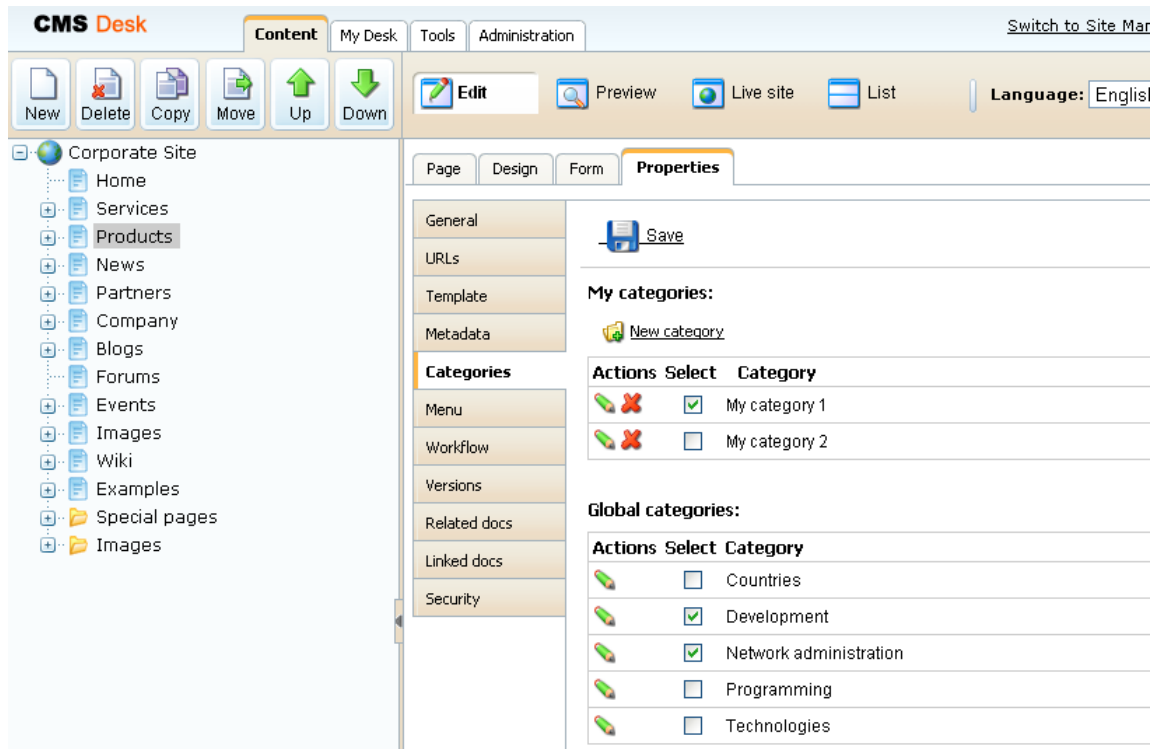 CMS Desk
Content My Desk Tools Administration
Switch to Site Mar
New Delete Copy Move Up Down
Edit Preview Live site List Language: English
Corporate Site
Home
Services
Products
News
Partners
Company
Blogs
Forums
Events
Images
Wiki
Examples
Special pages
Images
Page Design Form Properties
General
URLs
Template
Metadata
Categories
Menu
Workflow
Versions
Related docs
Linked docs
Security
Save
My categories:
New category
Actions Select Category
My category 1
My category 2
Global categories:
Actions Select Category
Countries
Development
Network administration
Programming
Technologies